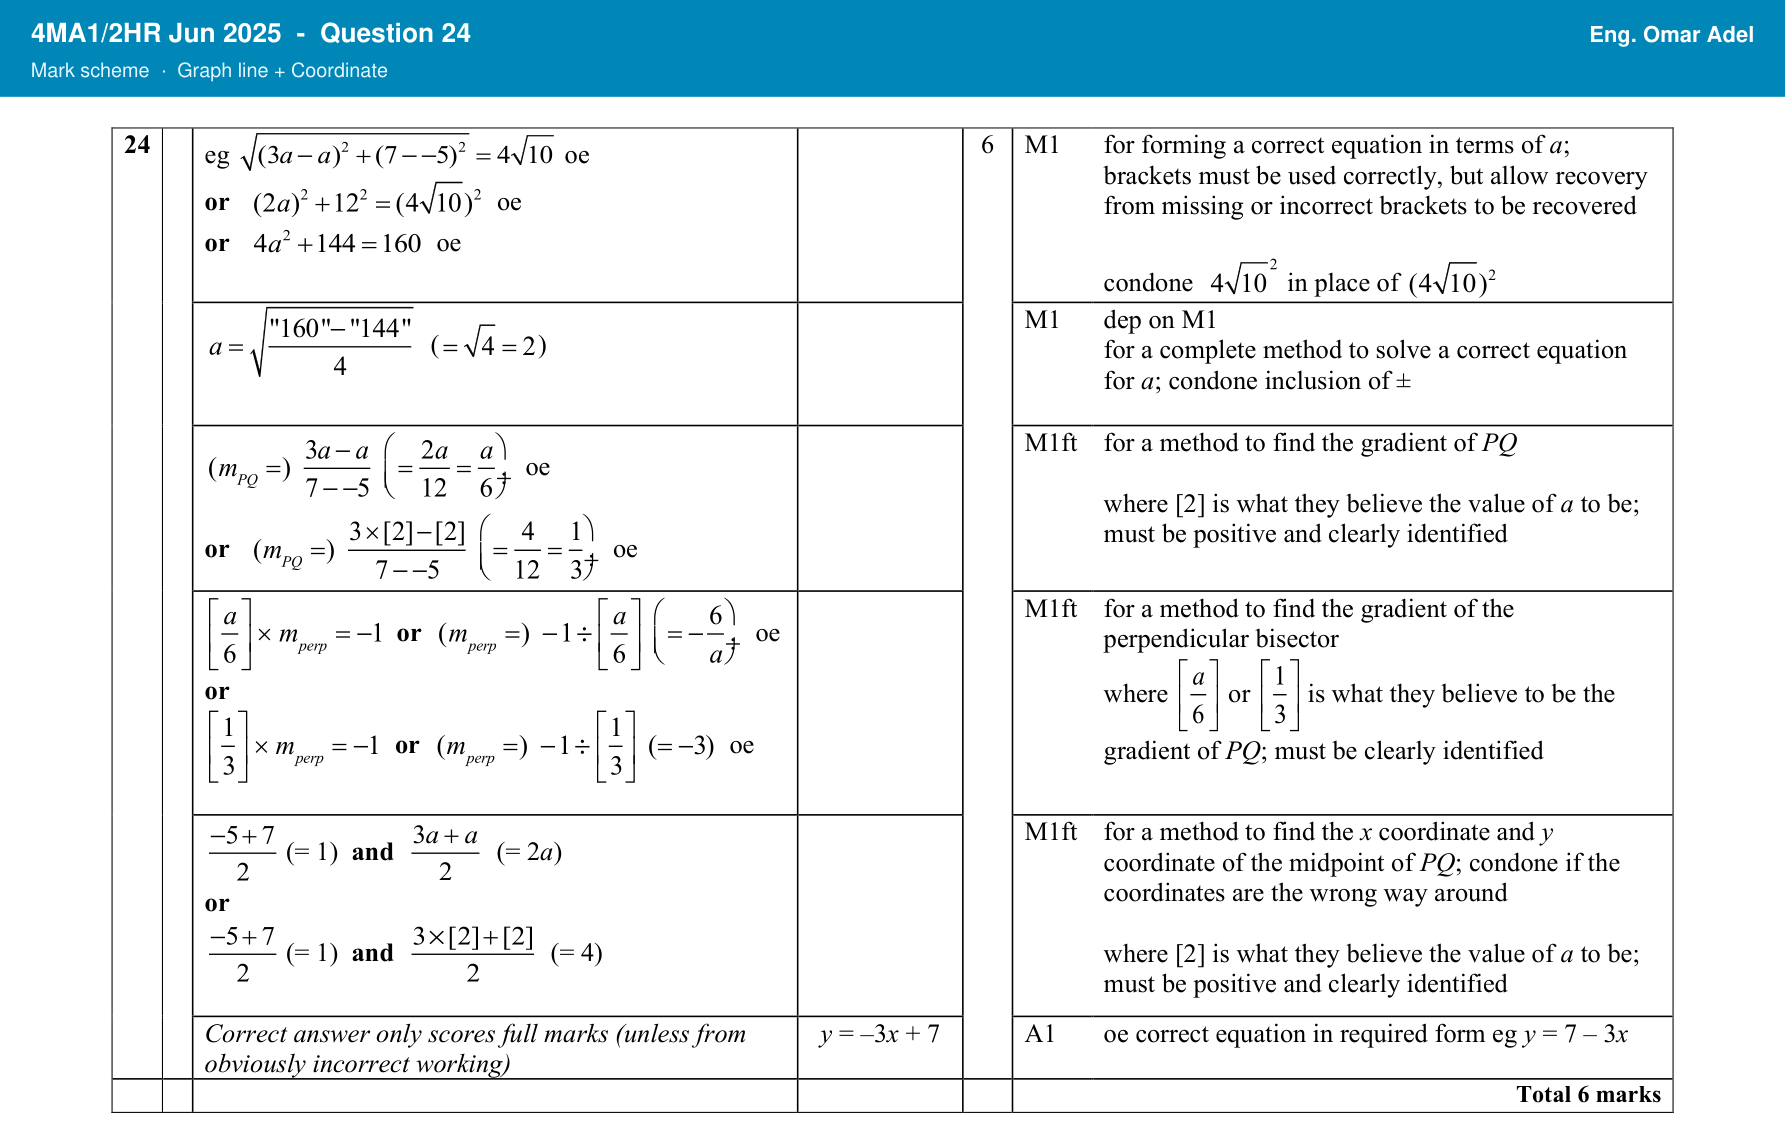 4MA1/2HR Jun 2025 - Question 24
Eng. Omar Adel
Mark scheme · Graph line + Coordinate
24
eg √((3a − a)² + (7 − −5)²) = 4√10 oe
or (2a)² + 12² = (4√10)² oe
or 4a² + 144 = 160 oe
6
M1 for forming a correct equation in terms of a;
brackets must be used correctly, but allow recovery
from missing or incorrect brackets to be recovered
condone 4√10² in place of (4√10)²
a = √(("160"− "144")/4) (= √4 = 2)
M1 dep on M1
for a complete method to solve a correct equation
for a; condone inclusion of ±
(m_PQ =) (3a − a)/(7 − −5) (= 2a/12 = a/6) oe
or (m_PQ =) (3×[2]−[2])/(7 − −5) (= 4/12 = 1/3) oe
M1ft for a method to find the gradient of PQ
where [2] is what they believe the value of a to be;
must be positive and clearly identified
[a/6] × m_perp = −1 or (m_perp =) −1 ÷ [a/6] (= −6/a) oe
or
[1/3] × m_perp = −1 or (m_perp =) −1 ÷ [1/3] (= −3) oe
M1ft for a method to find the gradient of the
perpendicular bisector
where [a/6] or [1/3] is what they believe to be the
gradient of PQ; must be clearly identified
(−5 + 7)/2 (= 1) and (3a + a)/2 (= 2a)
or
(−5 + 7)/2 (= 1) and (3×[2]+[2])/2 (= 4)
M1ft for a method to find the x coordinate and y
coordinate of the midpoint of PQ; condone if the
coordinates are the wrong way around
where [2] is what they believe the value of a to be;
must be positive and clearly identified
Correct answer only scores full marks (unless from
obviously incorrect working)
y = –3x + 7
A1 oe correct equation in required form eg y = 7 – 3x
Total 6 marks